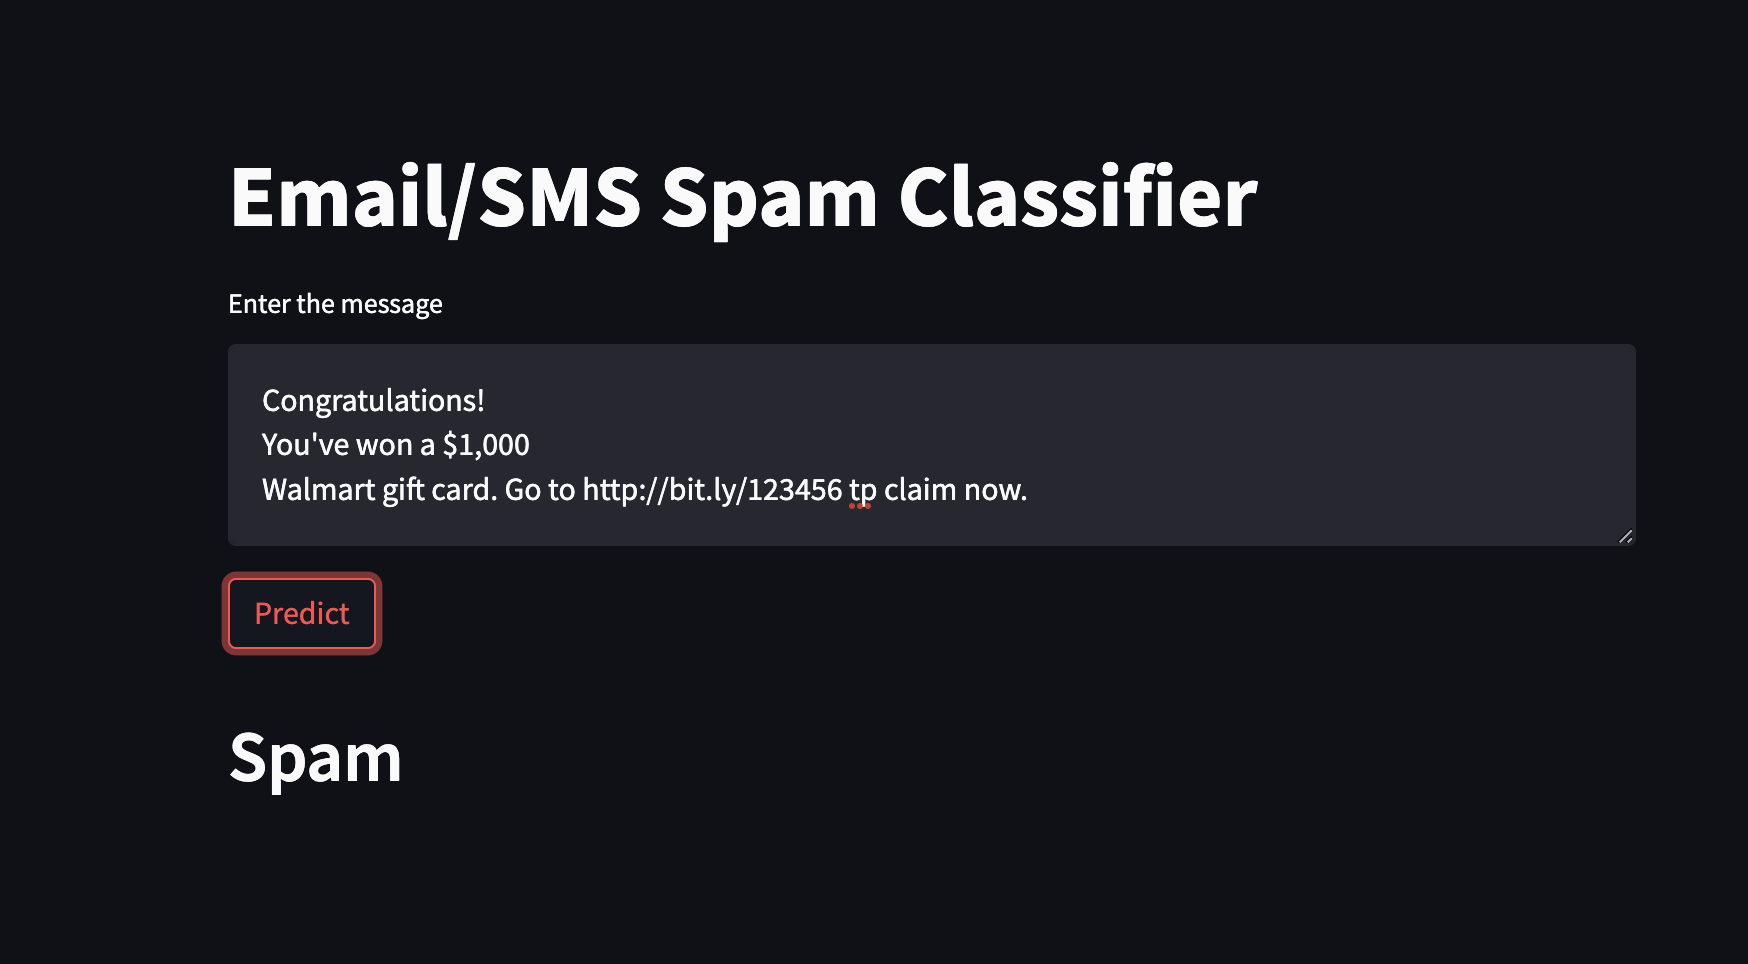 Email/SMS Spam Classifier
Enter the message
Congratulations!
You've won a $1,000
Walmart gift card. Go to http://bit.ly/123456 tp claim now.
Predict
Spam